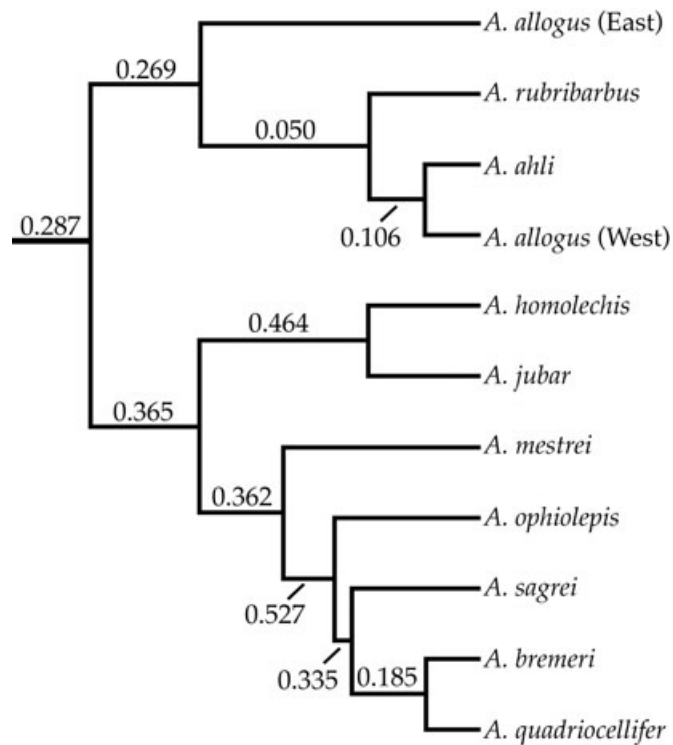 A. allogus (East)
0.269
A. rubribarbus
0.050
A. ahli
0.106
A. allogus (West)
0.287
A. homolechis
0.464
A. jubar
0.365
A. mestrei
0.362
A. ophiolepis
0.527
A. sagrei
0.335
A. bremeri
0.185
A. quadriocellifer